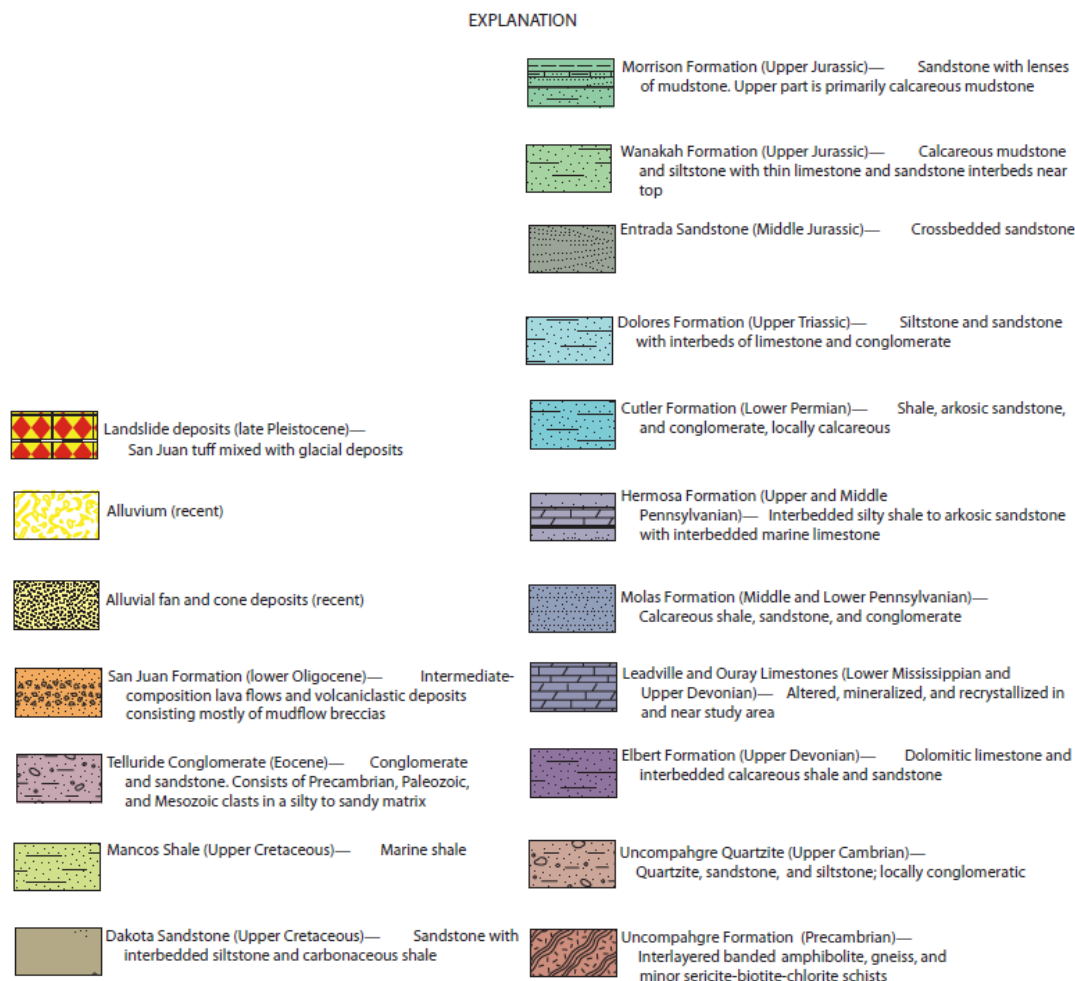 EXPLANATION
Landslide deposits (late Pleistocene)—
San Juan tuff mixed with glacial deposits
Alluvium (recent)
Alluvial fan and cone deposits (recent)
San Juan Formation (lower Oligocene)— Intermediate-
composition lava flows and volcaniclastic deposits
consisting mostly of mudflow breccias
Telluride Conglomerate (Eocene)— Conglomerate
and sandstone. Consists of Precambrian, Paleozoic,
and Mesozoic clasts in a silty to sandy matrix
Mancos Shale (Upper Cretaceous)— Marine shale
Dakota Sandstone (Upper Cretaceous)— Sandstone with
interbedded siltstone and carbonaceous shale
Morrison Formation (Upper Jurassic)— Sandstone with lenses
of mudstone. Upper part is primarily calcareous mudstone
Wanakah Formation (Upper Jurassic)— Calcareous mudstone
and siltstone with thin limestone and sandstone interbeds near
top
Entrada Sandstone (Middle Jurassic)— Crossbedded sandstone
Dolores Formation (Upper Triassic)— Siltstone and sandstone
with interbeds of limestone and conglomerate
Cutler Formation (Lower Permian)— Shale, arkosic sandstone,
and conglomerate, locally calcareous
Hermosa Formation (Upper and Middle
Pennsylvanian)— Interbedded silty shale to arkosic sandstone
with interbedded marine limestone
Molas Formation (Middle and Lower Pennsylvanian)—
Calcareous shale, sandstone, and conglomerate
Leadville and Ouray Limestones (Lower Mississippian and
Upper Devonian)— Altered, mineralized, and recrystallized in
and near study area
Elbert Formation (Upper Devonian)— Dolomitic limestone and
interbedded calcareous shale and sandstone
Uncompahgre Quartzite (Upper Cambrian)—
Quartzite, sandstone, and siltstone; locally conglomeratic
Uncompahgre Formation (Precambrian)—
Interlayered banded amphibolite, gneiss, and
minor sericite-biotite-chlorite schists